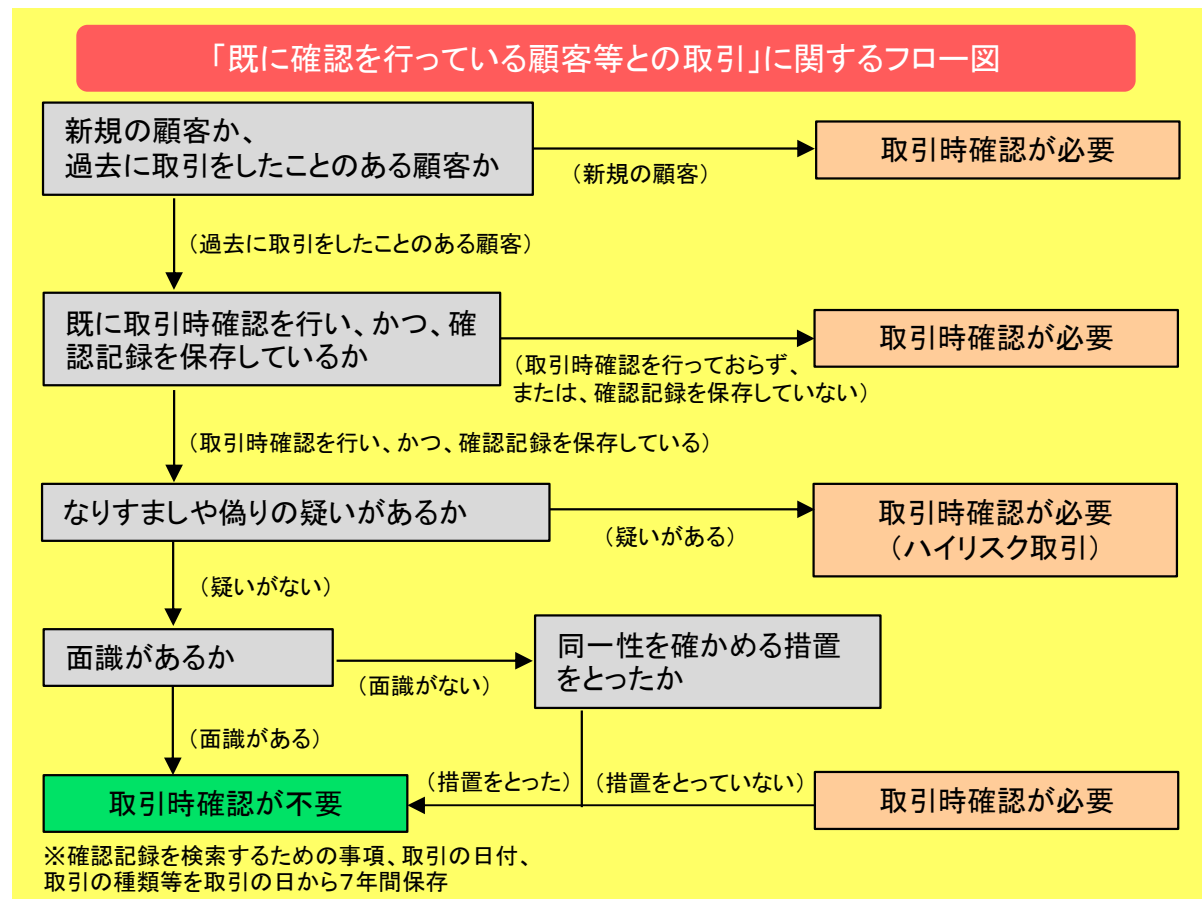 「既に確認を行っている顧客等との取引」に関するフロー図
新規の顧客か、
過去に取引をしたことのある顧客か
(新規の顧客)
取引時確認が必要
(過去に取引をしたことのある顧客)
既に取引時確認を行い、かつ、確
認記録を保存しているか
(取引時確認を行っておらず、
または、確認記録を保存していない)
取引時確認が必要
(取引時確認を行い、かつ、確認記録を保存している)
なりすましや偽りの疑いがあるか
(疑いがある)
取引時確認が必要
(ハイリスク取引)
(疑いがない)
面識があるか
(面識がない)
同一性を確かめる措置
をとったか
(面識がある)
(措置をとった)
(措置をとっていない)
取引時確認が不要
取引時確認が必要
※確認記録を検索するための事項、取引の日付、
取引の種類等を取引の日から7年間保存